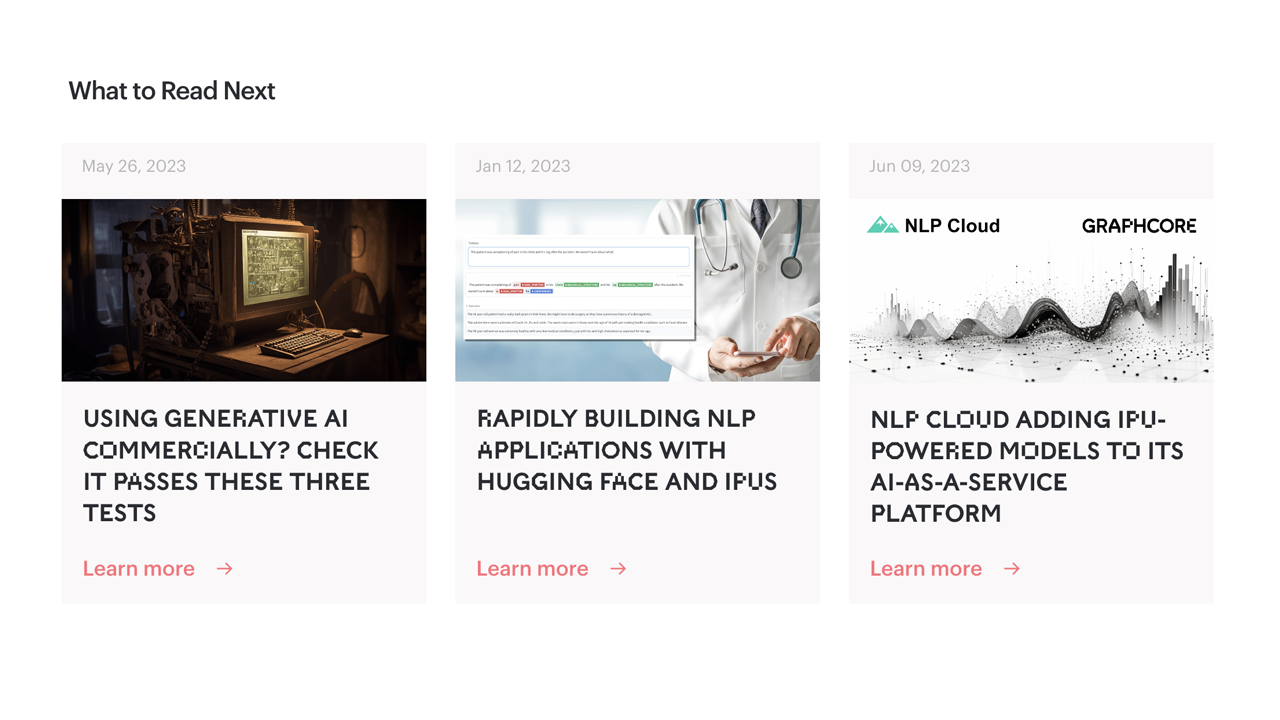 What to Read Next
May 26, 2023
USING GENERATIVE AI
COMMERCIALLY? CHECK
IT PASSES THESE THREE
TESTS
Learn more →
Jan 12, 2023
RAPIDLY BUILDING NLP
APPLICATIONS WITH
HUGGING FACE AND IPUS
Learn more →
Jun 09, 2023
NLP Cloud
GRAPHCORE
NLP CLOUD ADDING IPU-
POWERED MODELS TO ITS
AI-AS-A-SERVICE
PLATFORM
Learn more →